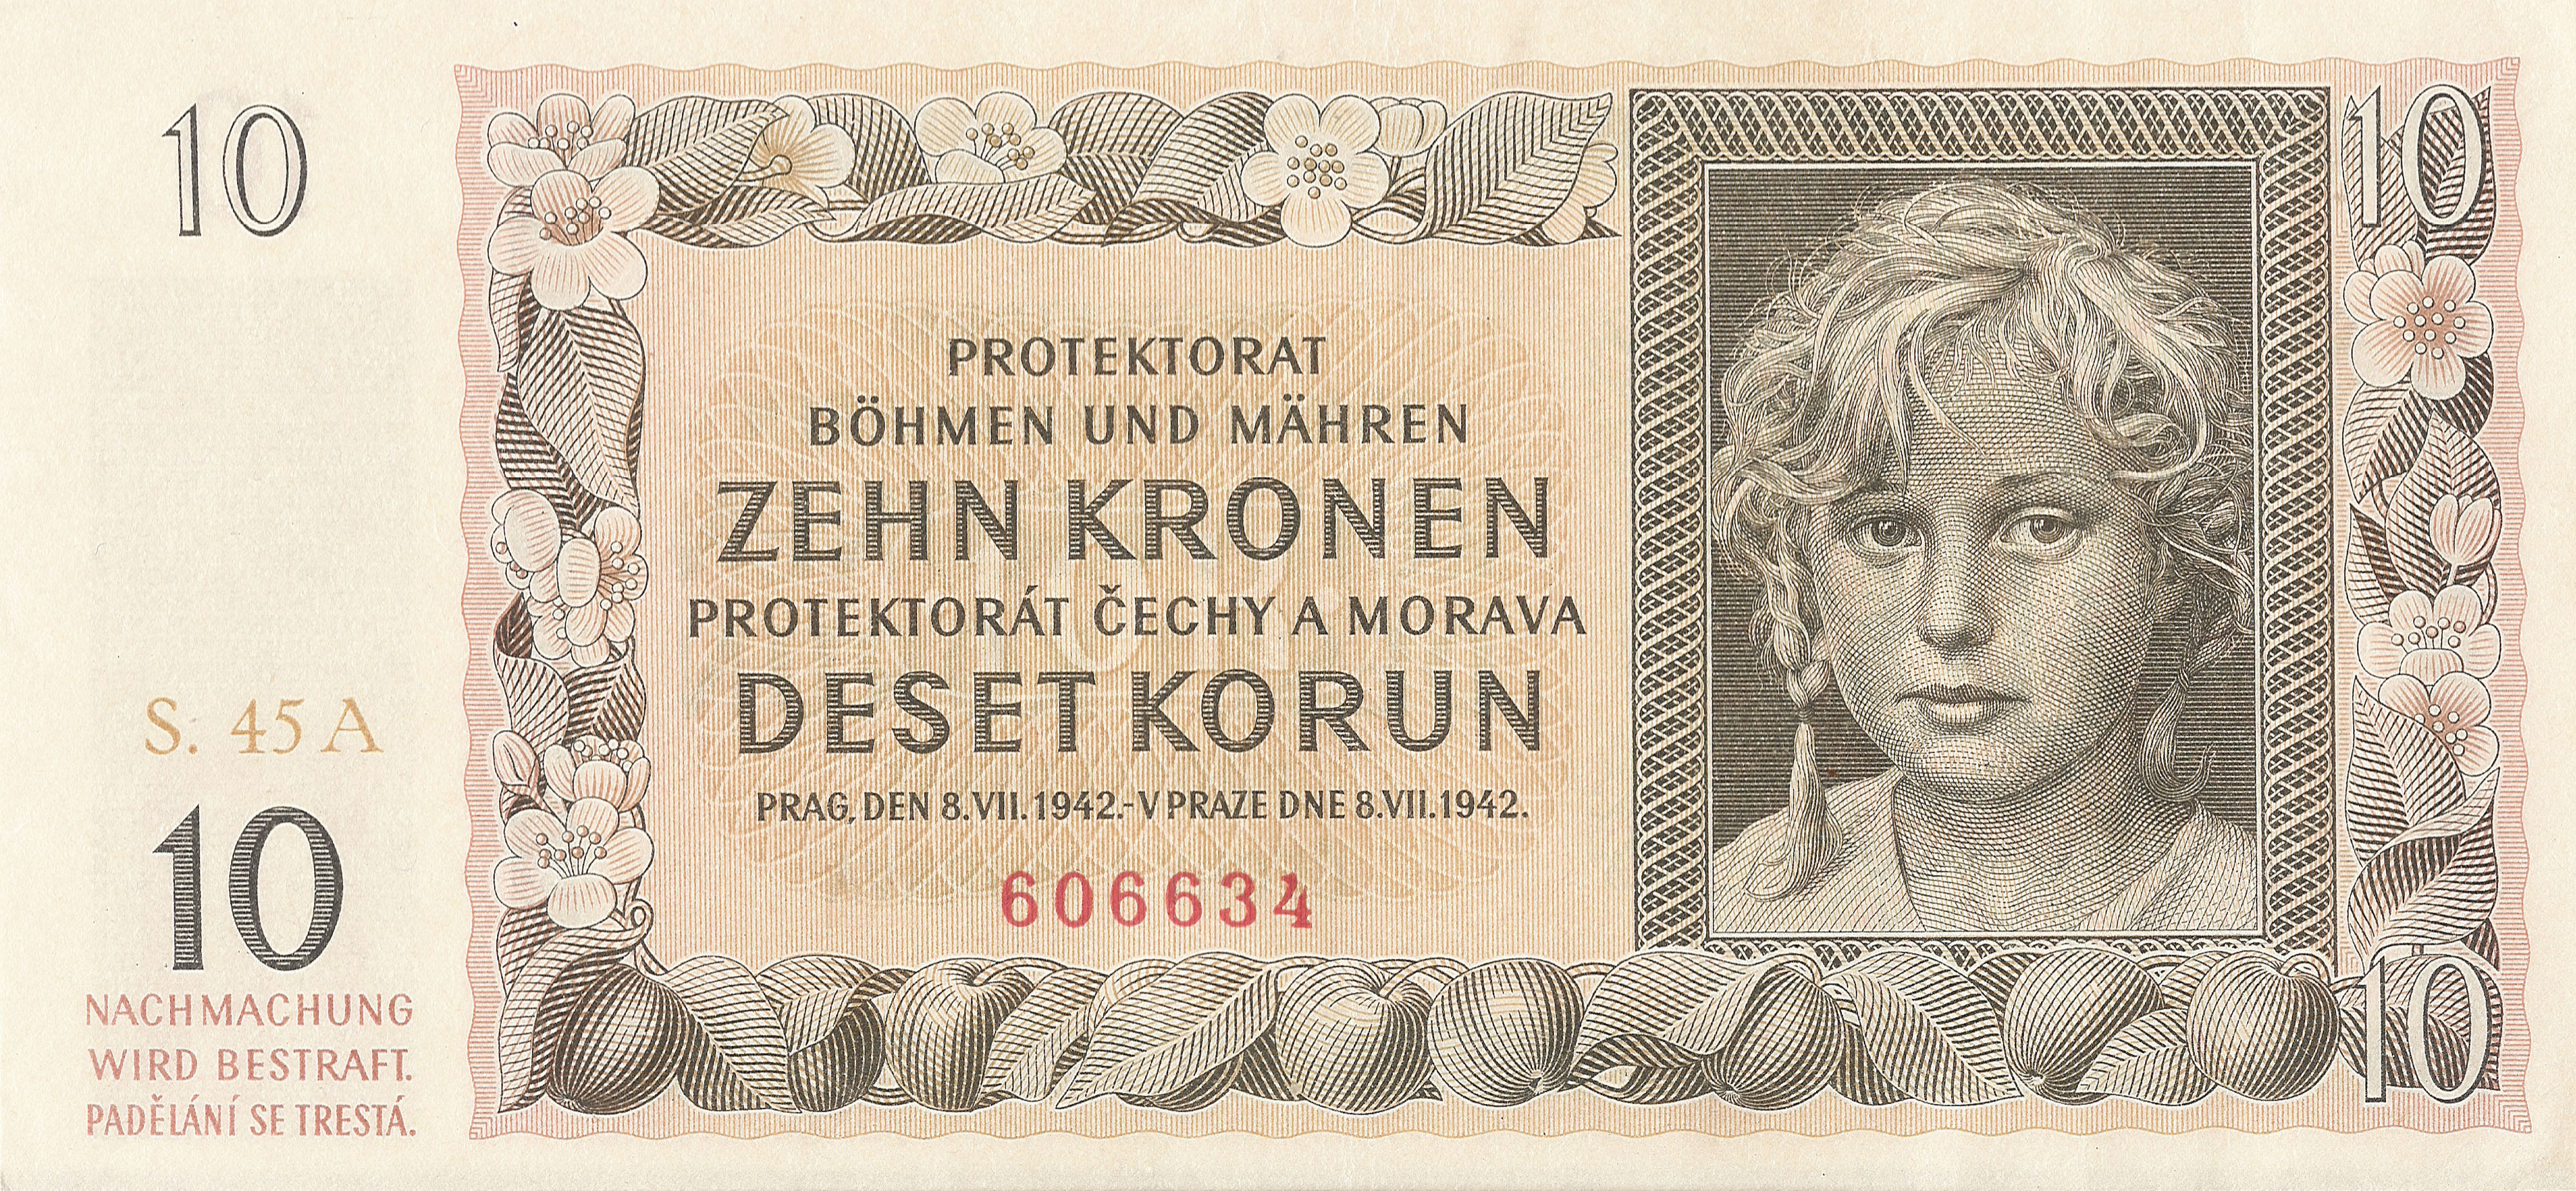 10
10
PROTEKTORAT
BÖHMEN UND MÄHREN
ZEHN KRONEN
PROTEKTORÁT ČECHY A MORAVA
DESET KORUN
PRAG, DEN 8.VII.1942.-V PRAZE DNE 8.VII.1942.
606634
S. 45 A
10
NACHMACHUNG
WIRD BESTRAFT.
PADĚLÁNÍ SE TRESTÁ.
10